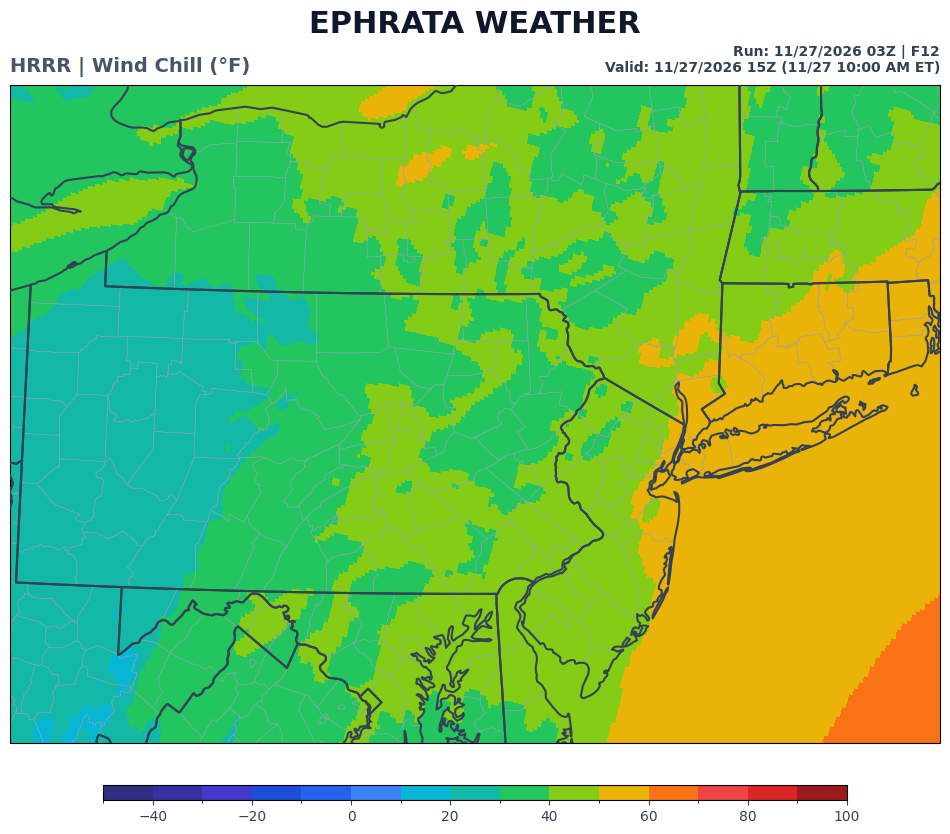 EPHRATA WEATHER
HRRR | Wind Chill (°F)
Run: 11/27/2026 03Z | F12
Valid: 11/27/2026 15Z (11/27 10:00 AM ET)
−40 −20 0 20 40 60 80 100